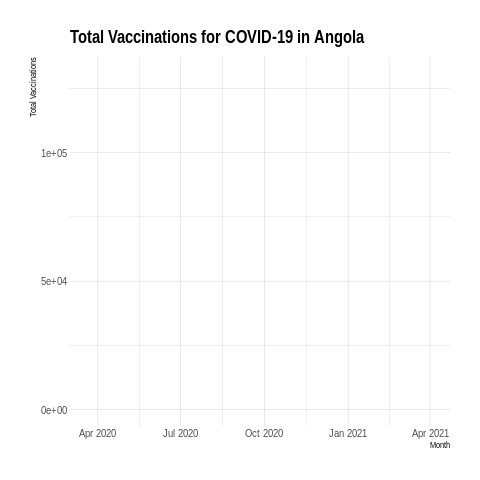 Total Vaccinations for COVID-19 in Angola
Total Vaccinations
1e+05
5e+04
0e+00
Apr 2020 Jul 2020 Oct 2020 Jan 2021 Apr 2021
Month